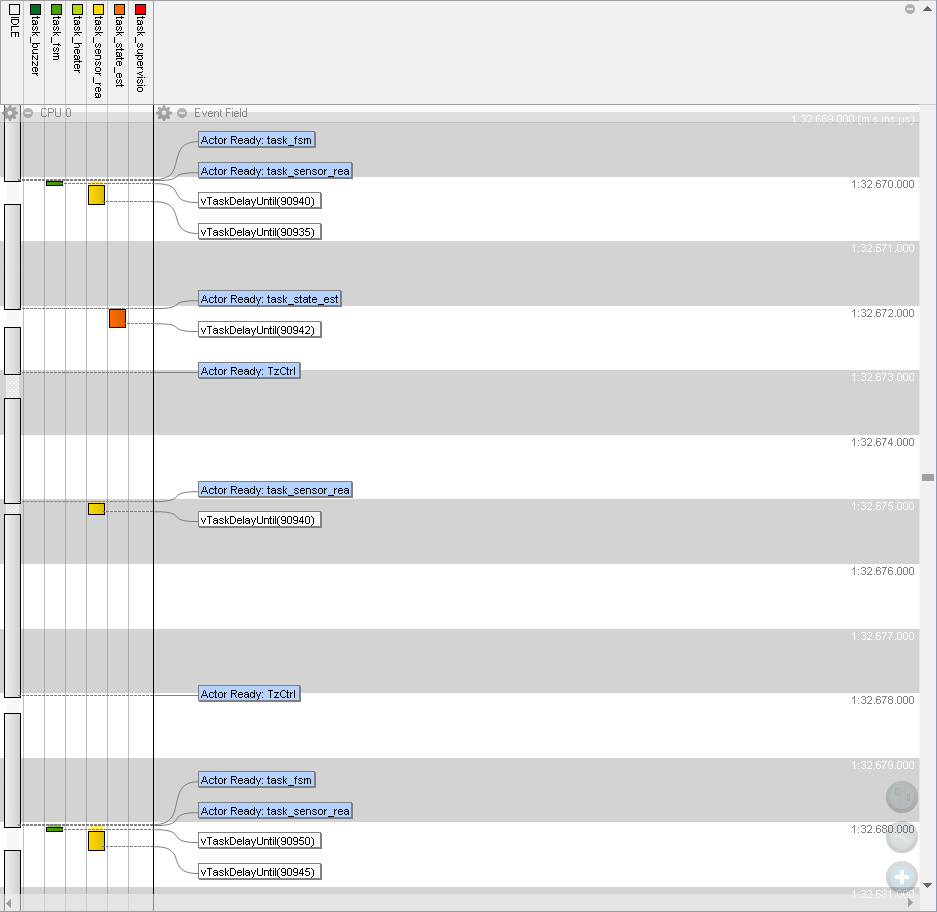 IDLE
task_buzzer
task_fsm
task_heater
task_sensor_rea
task_state_est
task_supervisio
CPU 0
Event Field
1:32.669.000 (m:s.ms.µs)
Actor Ready: task_fsm
Actor Ready: task_sensor_rea
1:32.670.000
vTaskDelayUntil(90940)
vTaskDelayUntil(90935)
1:32.671.000
Actor Ready: task_state_est
1:32.672.000
vTaskDelayUntil(90942)
Actor Ready: TzCtrl
1:32.673.000
1:32.674.000
Actor Ready: task_sensor_rea
1:32.675.000
vTaskDelayUntil(90940)
1:32.676.000
1:32.677.000
Actor Ready: TzCtrl
1:32.678.000
1:32.679.000
Actor Ready: task_fsm
Actor Ready: task_sensor_rea
1:32.680.000
vTaskDelayUntil(90950)
vTaskDelayUntil(90945)
1:32.681.000